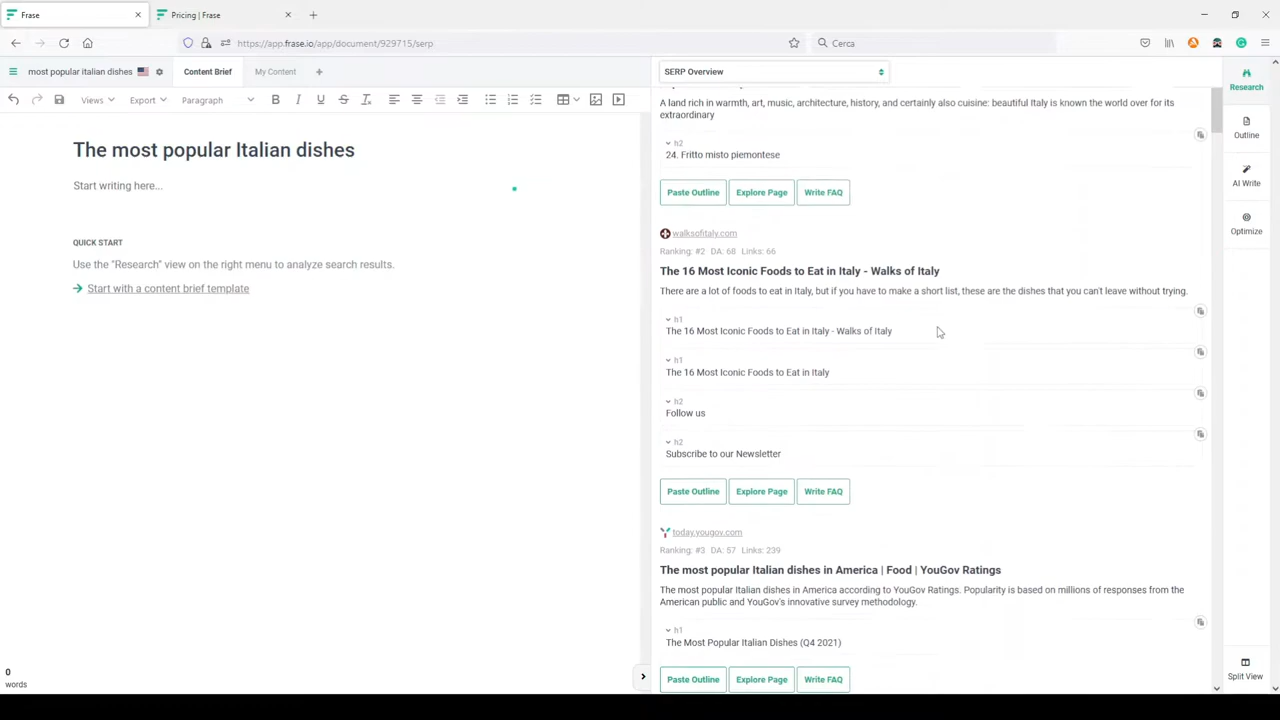 Frase
Pricing | Frase
https://app.frase.io/app/document/929715/serp
Cerca
most popular italian dishes
Content Brief
My Content
SERP Overview
Research
Views
Export
Paragraph
B I U S
A land rich in warmth, art, music, architecture, history, and certainly also cuisine: beautiful Italy is known the world over for its
extraordinary
Outline
h2
24. Fritto misto piemontese
The most popular Italian dishes
Start writing here...
AI Write
Paste Outline Explore Page Write FAQ
Optimize
walksofitaly.com
Ranking: #2 DA: 68 Links: 66
QUICK START
Use the "Research" view on the right menu to analyze search results.
Start with a content brief template
The 16 Most Iconic Foods to Eat in Italy - Walks of Italy
There are a lot of foods to eat in Italy, but if you have to make a short list, these are the dishes that you can't leave without trying.
h1
The 16 Most Iconic Foods to Eat in Italy - Walks of Italy
h1
The 16 Most Iconic Foods to Eat in Italy
h2
Follow us
h2
Subscribe to our Newsletter
Paste Outline Explore Page Write FAQ
today.yougov.com
Ranking: #3 DA: 57 Links: 239
The most popular Italian dishes in America | Food | YouGov Ratings
The most popular Italian dishes in America according to YouGov Ratings. Popularity is based on millions of responses from the
American public and YouGov's innovative survey methodology.
h1
The Most Popular Italian Dishes (Q4 2021)
Paste Outline Explore Page Write FAQ
0
words
Split View